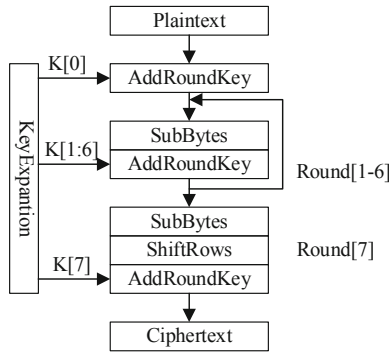 Plaintext
K[0]
AddRoundKey
KeyExpantion
K[1:6]
SubBytes
AddRoundKey
Round[1-6]
SubBytes
ShiftRows
Round[7]
K[7]
AddRoundKey
Ciphertext